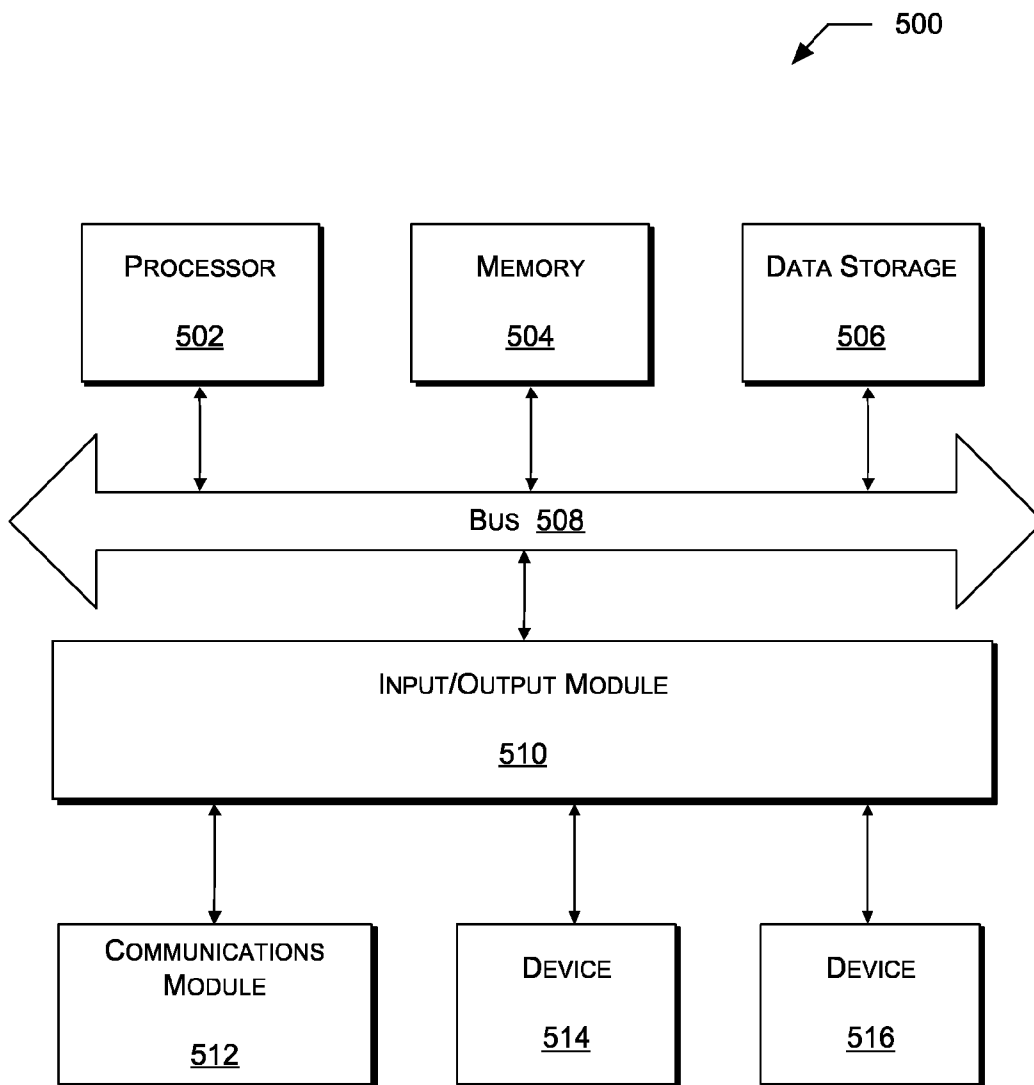 500
PROCESSOR
502
MEMORY
504
DATA STORAGE
506
BUS 508
INPUT/OUTPUT MODULE
510
COMMUNICATIONS
MODULE
512
DEVICE
514
DEVICE
516